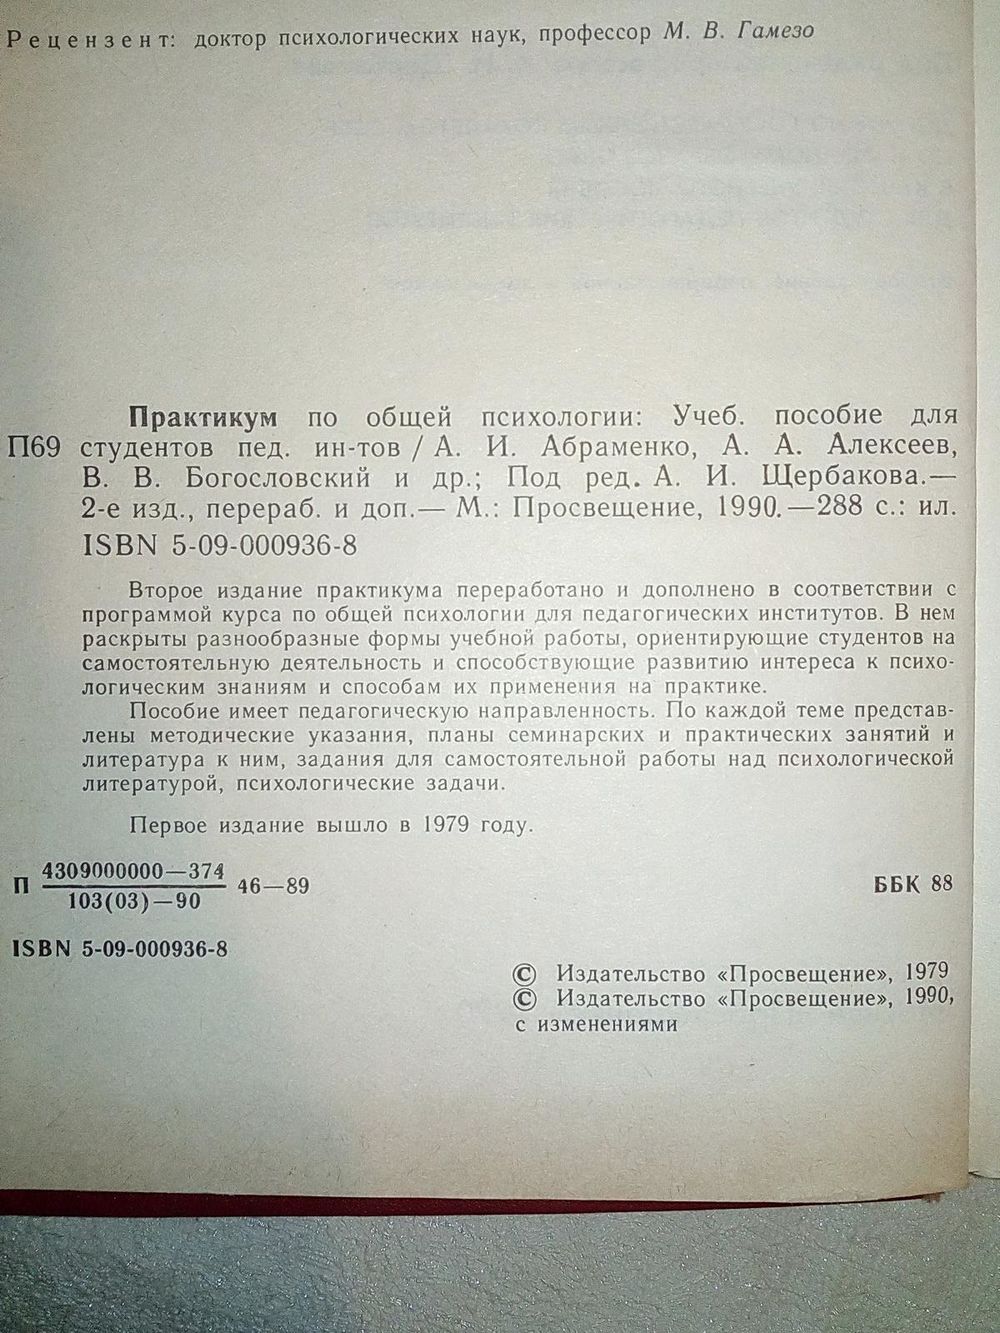 Рецензент: доктор психологических наук, профессор М. В. Гамезо
Практикум по общей психологии: Учеб. пособие для
П69 студентов пед. ин-тов / А. И. Абраменко, А. А. Алексеев,
В. В. Богословский и др.; Под ред. А. И. Щербакова.—
2-е изд., перераб. и доп.— М.: Просвещение, 1990.—288 с.: ил.
ISBN 5-09-000936-8
Второе издание практикума переработано и дополнено в соответствии с
программой курса по общей психологии для педагогических институтов. В нем
раскрыты разнообразные формы учебной работы, ориентирующие студентов на
самостоятельную деятельность и способствующие развитию интереса к психо-
логическим знаниям и способам их применения на практике.
Пособие имеет педагогическую направленность. По каждой теме представ-
лены методические указания, планы семинарских и практических занятий и
литература к ним, задания для самостоятельной работы над психологической
литературой, психологические задачи.
Первое издание вышло в 1979 году.
П 4309000000—374 46—89
103(03)—90
ББК 88
ISBN 5-09-000936-8
© Издательство «Просвещение», 1979
© Издательство «Просвещение», 1990,
с изменениями